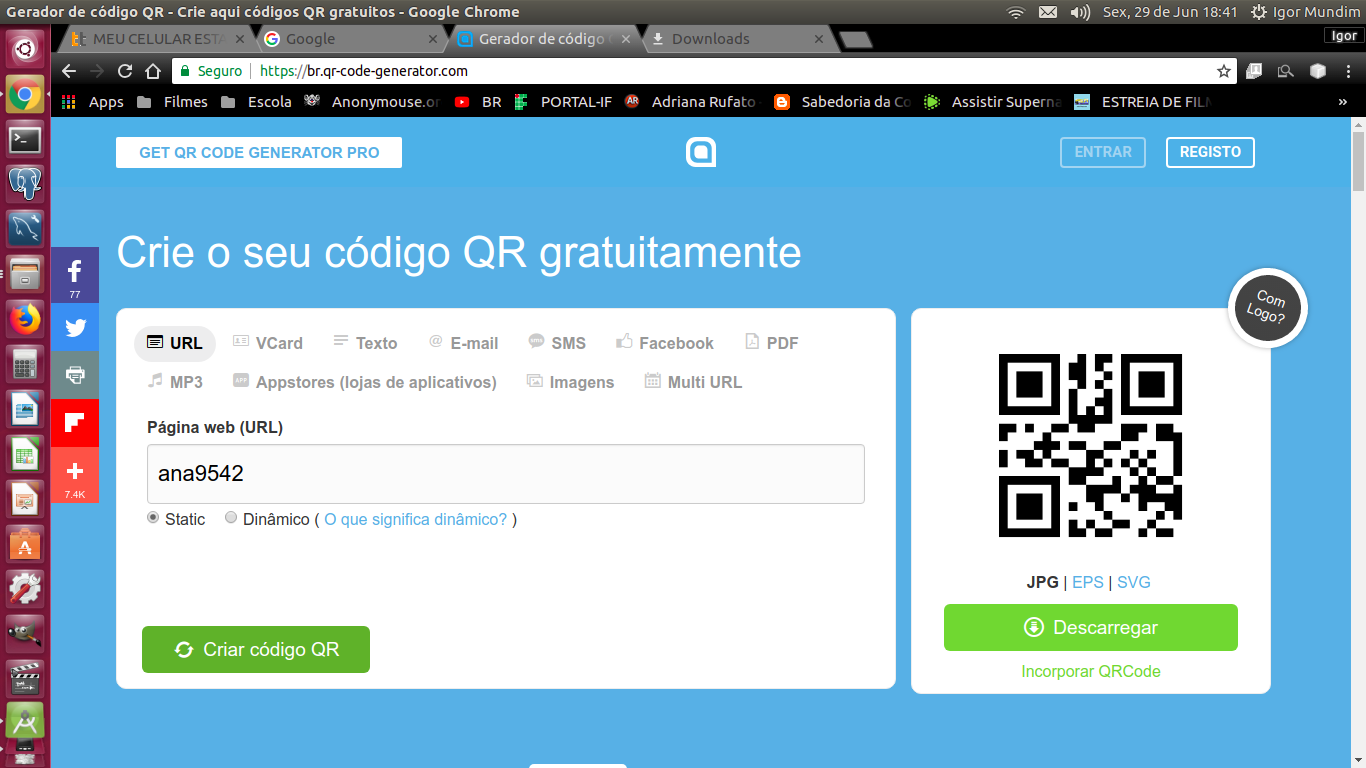 Gerador de código QR - Crie aqui códigos QR gratuitos - Google Chrome
Sex, 29 de Jun 18:41
Igor Mundim
MEU CELULAR ESTA
Google
Gerador de código
Downloads
Igor
Seguro
https://br.qr-code-generator.com
Apps
Filmes
Escola
Anonymouse.or
BR
PORTAL-IF
Adriana Rufato
Sabedoria da Co
Assistir Superna
ESTREIA DE FIL
»
GET QR CODE GENERATOR PRO
ENTRAR
REGISTO
Crie o seu código QR gratuitamente
77
7.4K
Com
Logo?
URL
VCard
Texto
E-mail
SMS
Facebook
PDF
MP3
Appstores (lojas de aplicativos)
Imagens
Multi URL
Página web (URL)
ana9542
Static
Dinâmico ( O que significa dinâmico? )
Criar código QR
JPG | EPS | SVG
Descarregar
Incorporar QRCode